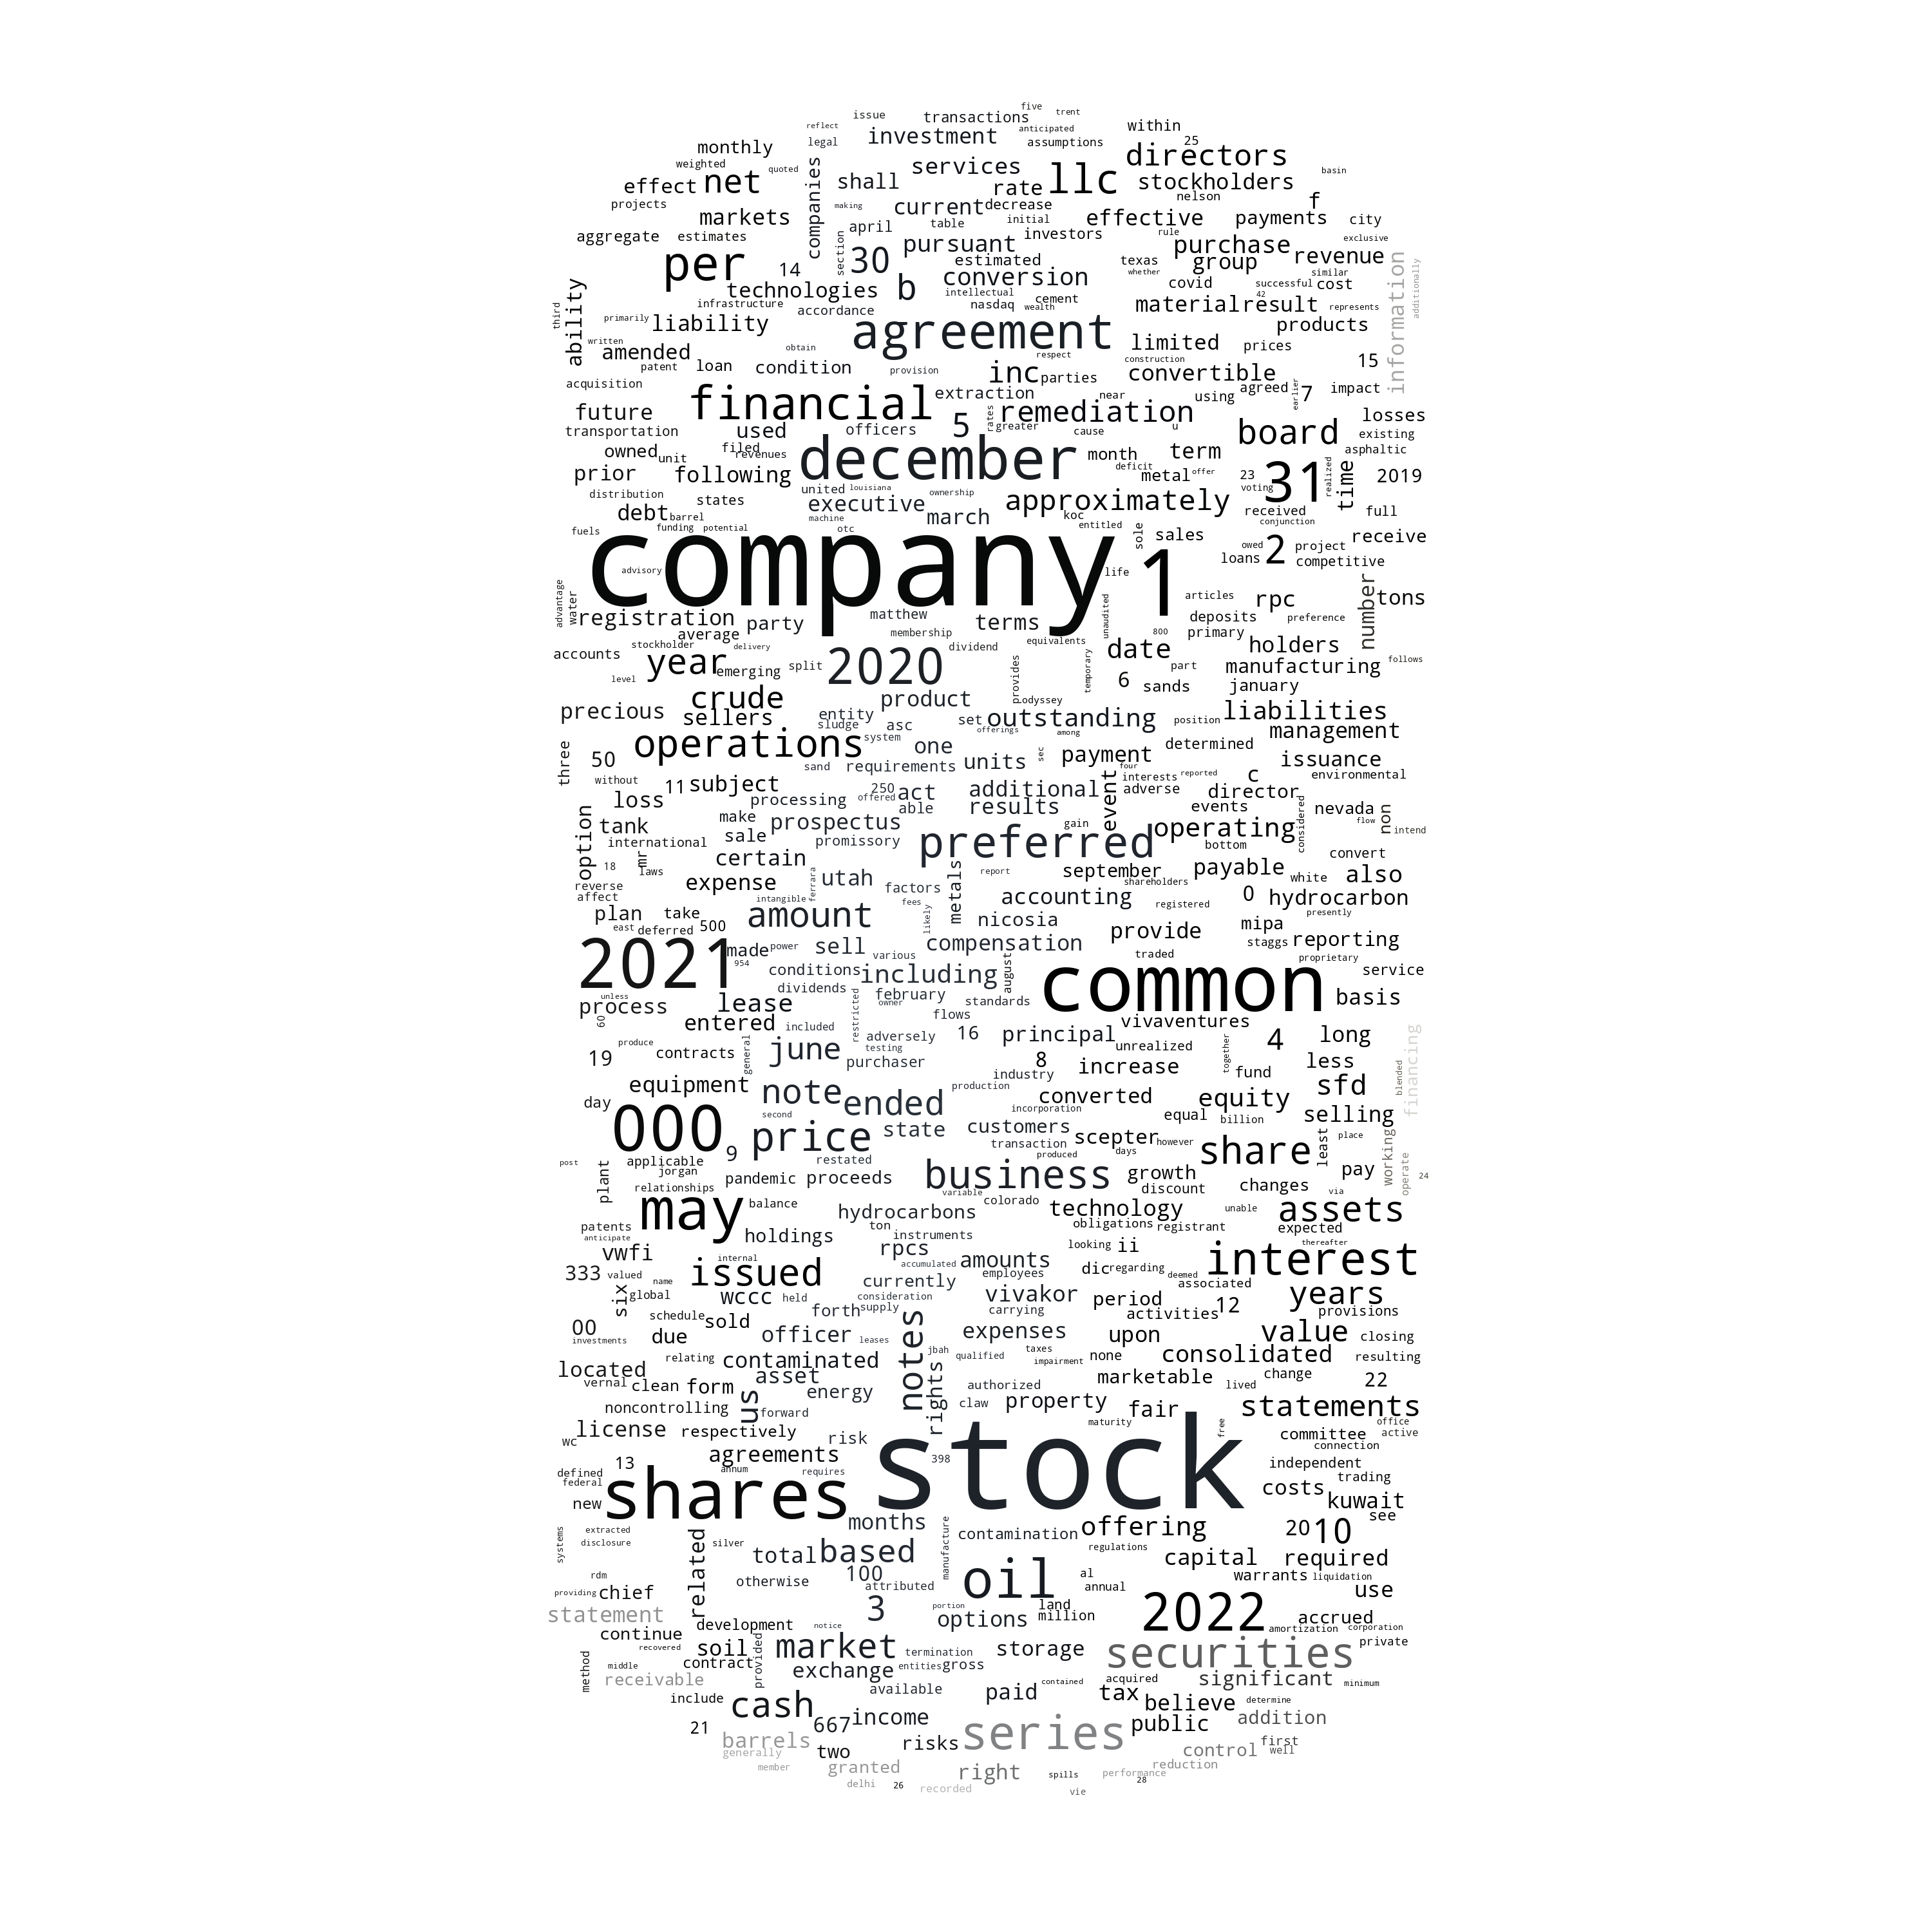 five trent
issue transactions
reflect investment anticipated within
legal assumptions 25
monthly directors
weighted quoted services basin
effect net companies shall rate llc stockholders
projects making current decrease nelson f
markets april table initial effective payments city
aggregate estimates section pursuant investors rule purchase exclusive
per 14 30 estimated texas group revenue information
technologies b conversion whether covid similar additionally
ability infrastructure intellectual successful cost
third accordance nasdaq wealth cement material 42 result represents
primarily liability agreement products
written amended obtain respect limited prices
patent loan condition provision construction 15
acquisition inc parties convertible agreed earlier 7 impact
financial extraction near using
future 5 rates remediation board losses
transportation used officers greater cause u existing
owned filed revenues december month term asphaltic
unit deficit metal offer
prior following 23 31 realized time 2019
distribution states united louisiana ownership approximately voting
debt barrel executive march koc received full
fuels funding potential machine otc entitled conjunction
company sole sales owed 2 project receive
advisory life 1 loans competitive
advantage water articles rpc number tons
registration party matthew terms unaudited deposits preference
average membership 800 primary
stockholder delivery equivalents date holders
accounts year emerging split 2020 dividend part manufacturing follows
level provides temporary 6 sands january
crude product odyssey
precious sellers entity outstanding position liabilities
sludge asc set offerings among management
operations system one sec determined
three 50 sand requirements units payment issuance
without 11 subject four interests reported c environmental
loss processing 250 offered act additional event adverse director
option make able results events nevada
tank sale prospectus gain operating considered flow non intend
international promissory preferred bottom
18 mr laws certain convert
reverse expense ferrara utah metals report september payable white also
affect intangible factors shareholders
plan take amount fees likely accounting registered 0 hydrocarbon
east deferred 500 nicosia presently
2021 made power sell compensation provide mipa
954 various traded staggs reporting
conditions including august common proprietary service
unless dividends february standards basis
process lease restricted owner
60 entered included flows vivaventures
19 produce contracts general june adversely 16 principal unrealized 4 long
testing 8 together
purchaser increase fund less
equipment note industry blended financing
day 000 ended production converted equity sfd
second incorporation equal billion selling
9 price state customers scepter however share
applicable restated transaction days least place working
post plant jorgan produced
relationships pandemic proceeds business growth changes pay operate 24
may balance variable colorado discount via
hydrocarbons technology unable assets
patents ton obligations registrant expected
anticipate holdings instruments thereafter
vwfi internal rpcs looking ii interest
333 valued name issued accumulated amounts dic regarding deemed
currently employees associated
six global wccc held consideration vivakor period years
schedule sold forth supply carrying activities 12 provisions
00 due officer notes expenses upon value closing
investments leases
located relating contaminated jbah qualified taxes none consolidated resulting
vernal clean form asset rights impairment
noncontrolling us energy authorized marketable lived change 22
forward claw property fair statements
license respectively maturity free office
wc risk stock committee active
13 agreements connection
defined annum requires 398 independent
federal shares trading
new costs kuwait
months see
systems extracted manufacture contamination offering 20 10
disclosure related silver total based regulations
100 capital required
rdm otherwise attributed oil al warrants liquidation
providing chief annual use
statement 3 portion land 2022
development notice options million accrued
continue amortization corporation
recovered soil provided market termination storage securities private
method middle contract entities gross
receivable exchange acquired significant minimum
include available contained
cash paid tax believe determine
21 667 income public addition
barrels series first
generally two risks control well
member granted right spills performance reduction
delhi 26 recorded vie 28